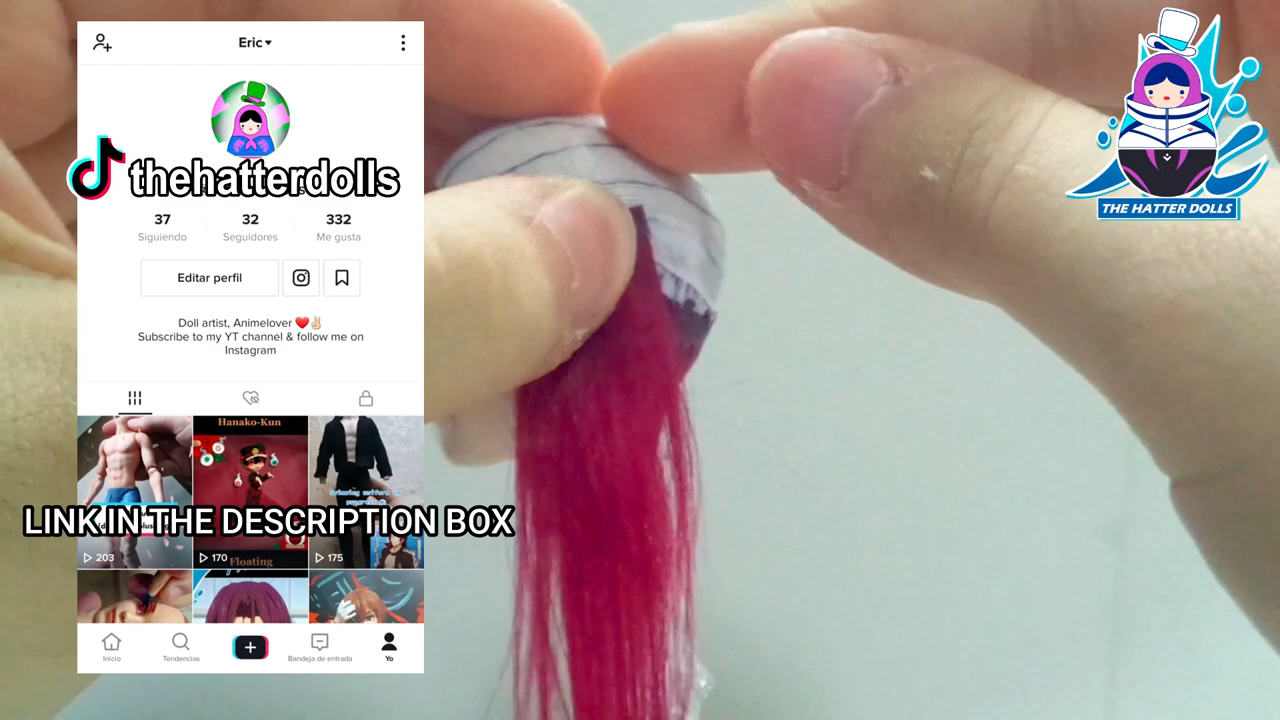 Eric
thehatterdolls
37
32
332
Siguiendo
Seguidores
Me gusta
Editar perfil
Doll artist, Animelover ❤️✌🏻
Subscribe to my YT channel & follow me on
Instagram
Hanako-Kun
LINK IN THE DESCRIPTION BOX
203
170
175
Floating
Inicio
Tendencias
Bandeja de entrada
Yo
THE HATTER DOLLS